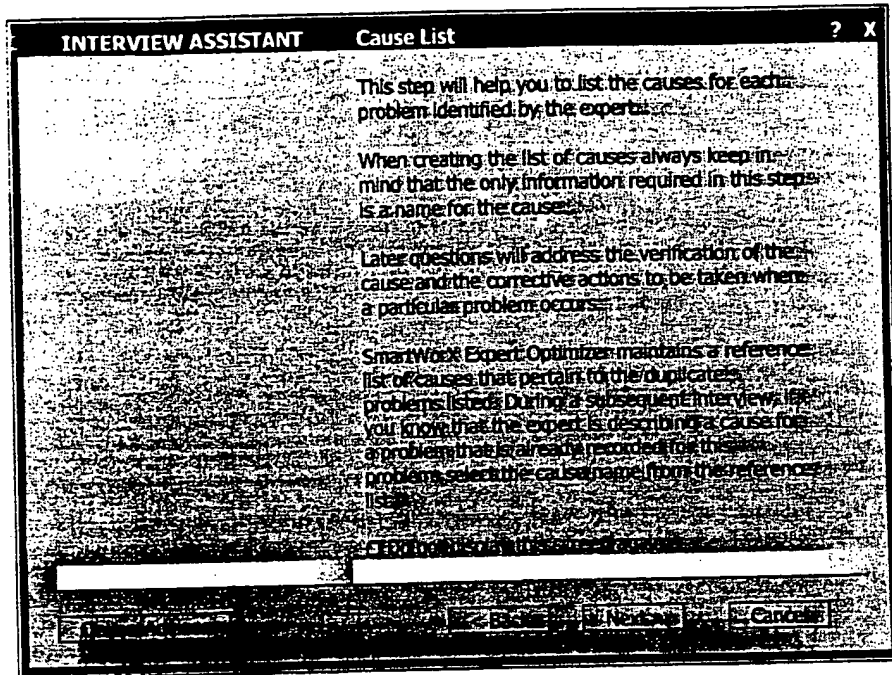 INTERVIEW ASSISTANT Cause List ? X
This step will help you to list the causes for each
problem identified by the expert.
When creating the list of causes always keep in
mind that the only information required in this step
is a name for the cause.
Later questions will address the verification of the
cause and the corrective actions to be taken where
a particular problem occurs.
SmartWorX Expert Optimizer maintains a reference
list of causes that pertain to the duplicate
problems listed. During a subsequent interview, if
you know that the expert is describing a cause for
a problem that is already recorded for this
problem, select the cause name from the reference
list.
< Back Next > Cancel